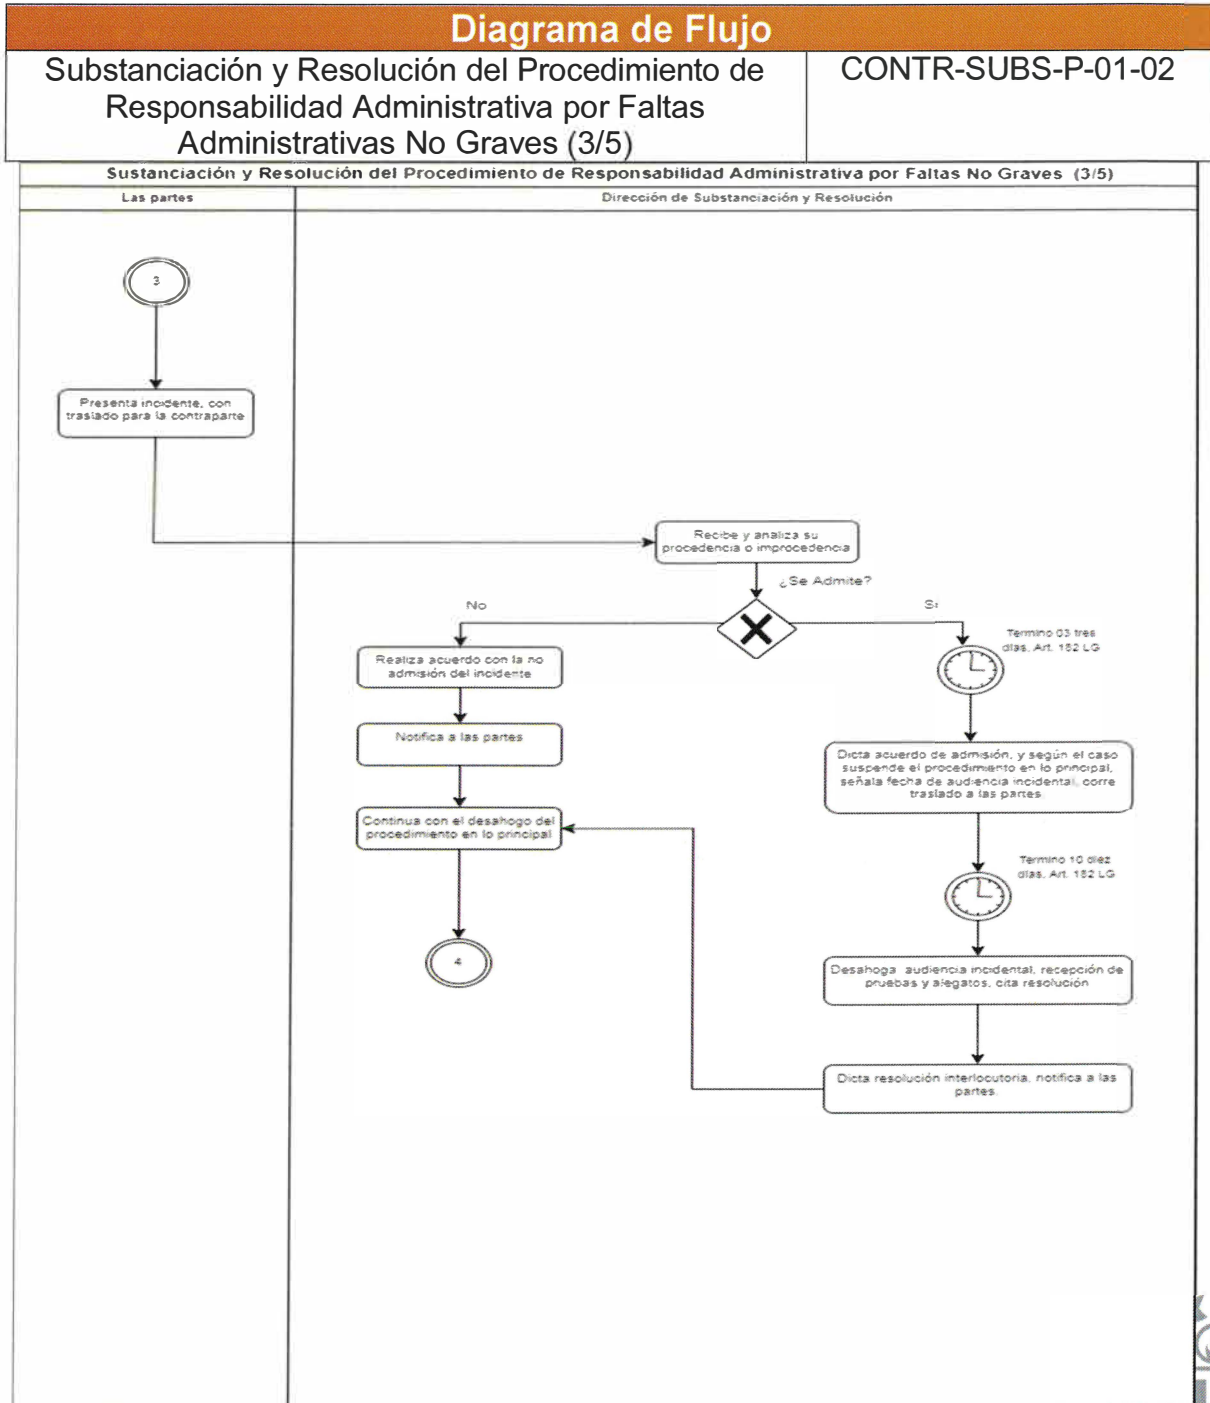 Diagrama de Flujo
Substanciación y Resolución del Procedimiento de
Responsabilidad Administrativa por Faltas
Administrativas No Graves (3/5)
CONTR-SUBS-P-01-02
Sustanciación y Resolución del Procedimiento de Responsabilidad Administrativa por Faltas No Graves (3/5)
Las partes
Dirección de Substanciación y Resolución
3
Presenta incidente, con
traslado para la contraparte
Recibe y analiza su
procedencia o improcedencia
¿Se Admite?
No
Si
Termino 03 tres
días, Art. 182 LG
Realiza acuerdo con la no
admisión del incidente
Notifica a las partes
Continua con el desahogo del
procedimiento en lo principal
4
Dicta acuerdo de admisión, y según el caso
suspende el procedimiento en lo principal,
señala fecha de audiencia incidental, corre
traslado a las partes.
Termino 10 diez
días, Art. 182 LG
Desahoga audiencia incidental, recepción de
pruebas y alegatos, cita resolución
Dicta resolución interlocutoria, notifica a las
partes.